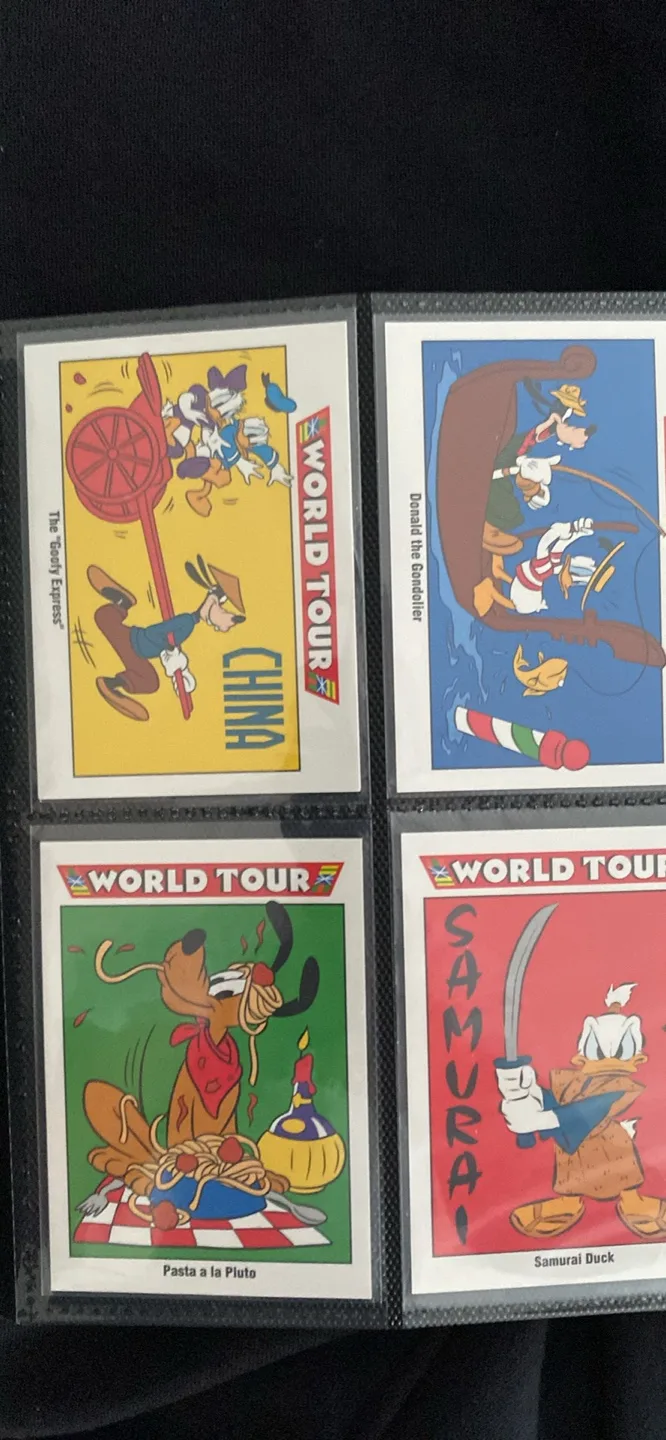 WORLD TOUR
CHINA
The "Goofy Express"
Donald the Gondolier
WORLD TOUR
Pasta a la Pluto
WORLD TOUR
SAMURAI
Samurai Duck